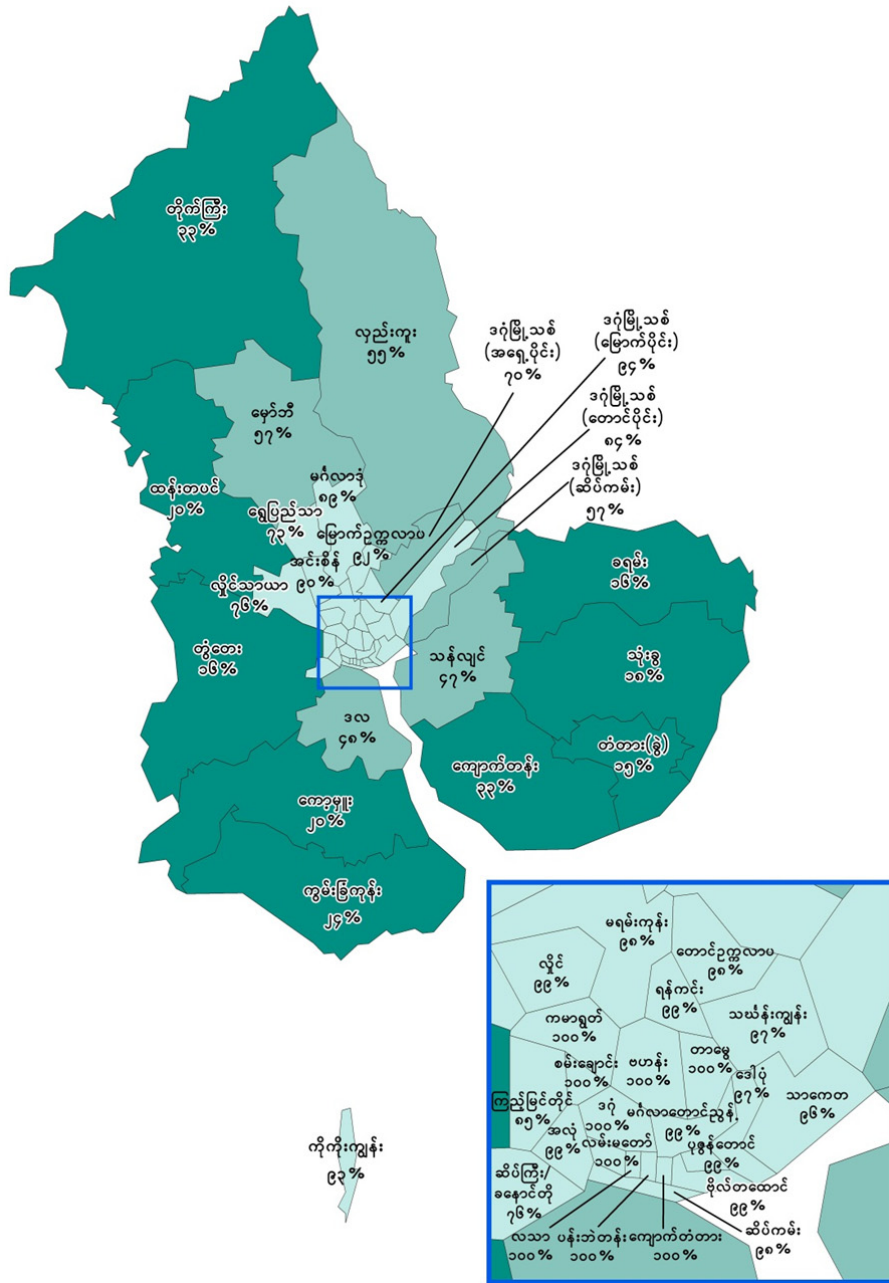 တိုက်ကြီး
၃၃%
လှည်းကူး
၅၅%
ဒဂုံမြို့သစ်
(အရှေ့ပိုင်း)
၇၀%
ဒဂုံမြို့သစ်
(မြောက်ပိုင်း)
၉၄%
ဒဂုံမြို့သစ်
(တောင်ပိုင်း)
၈၄%
ဒဂုံမြို့သစ်
(ဆိပ်ကမ်း)
၅၇%
မှော်ဘီ
၅၇%
မင်္ဂလာဒုံ
၈၉%
ထန်းတပင်
၂၀%
ရွှေပြည်သာ
၇၃%
မြောက်ဥက္ကလာပ
၉၂%
အင်းစိန်
၉၀%
လှိုင်သာယာ
၇၆%
ခရမ်း
၁၆%
တွံတေး
၁၆%
သန်လျင်
၄၇%
သုံးခွ
၁၈%
ဒလ
၄၈%
တံတား(ခွဲ)
၁၅%
ကျောက်တန်း
၃၃%
ကော့မှူး
၂၀%
ကွမ်းခြံကုန်း
၂၄%
ကိုကိုးကျွန်း
၉၃%
မရမ်းကုန်း
၉၈%
တောင်ဥက္ကလာပ
၉၈%
လှိုင်
၉၉%
ရန်ကင်း
၉၉%
သင်္ဃန်းကျွန်း
၉၇%
ကမာရွတ်
၁၀၀%
တာမွေ
၁၀၀%
စမ်းချောင်း
၁၀၀%
ဗဟန်း
၁၀၀%
ဒေါပုံ
၉၇%
သာကေတ
၉၆%
ကြည့်မြင်တိုင်
၈၅%
ဒဂုံ
၁၀၀%
မင်္ဂလာတောင်ညွန့်
၉၉%
အလုံ
၉၉%
လမ်းမတော်
၁၀၀%
ပုဇွန်တောင်
၉၉%
ဆိပ်ကြီး/
ခနောင်တို
၇၆%
ဗိုလ်တထောင်
၉၉%
လသာ
၁၀၀%
ပန်းဘဲတန်း
၁၀၀%
ကျောက်တံတား
၁၀၀%
ဆိပ်ကမ်း
၉၈%